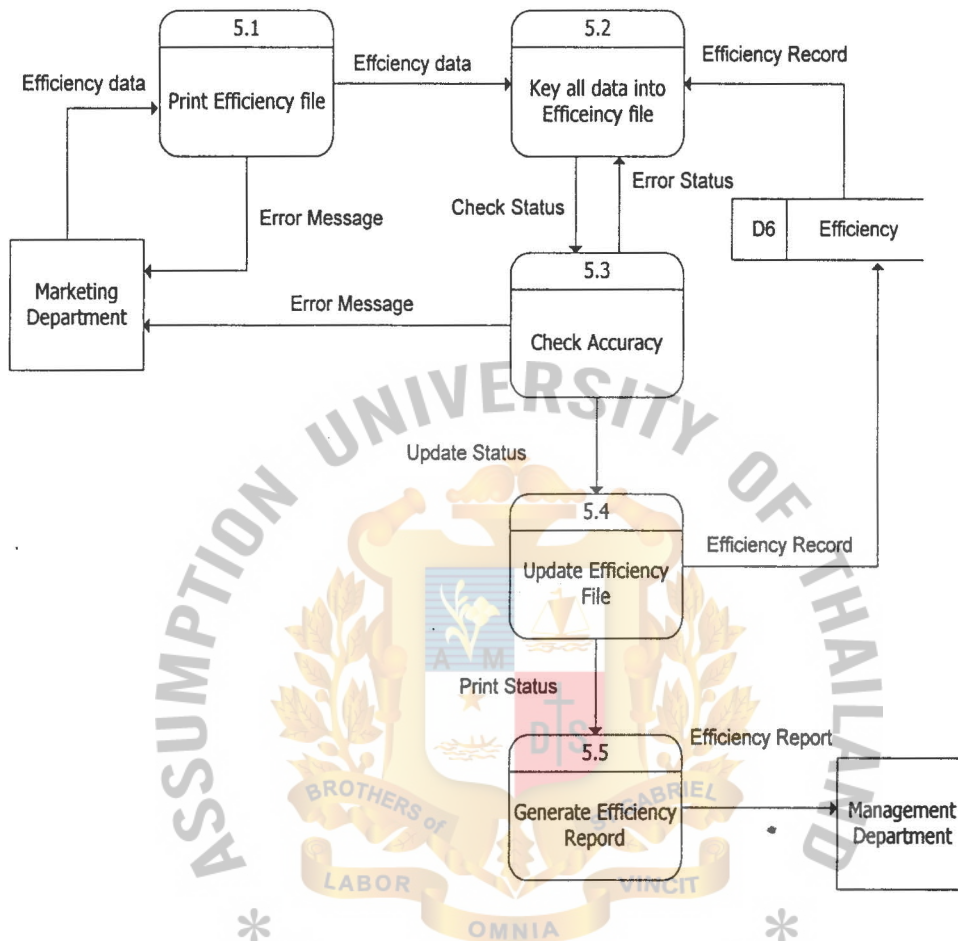 5.1
Print Efficiency file
5.2
Key all data into
Efficeincy file
Efficiency data
Effciency data
Efficiency Record
Error Message
Check Status
Error Status
D6
Efficiency
Marketing
Department
Error Message
5.3
Check Accuracy
Update Status
5.4
Update Efficiency
File
Efficiency Record
Print Status
5.5
Generate Efficiency
Repord
Efficiency Report
Management
Department
ASSUMPTION UNIVERSITY OF THAILAND
A M
D S
BROTHERS of
ST GABRIEL
LABOR
OMNIA
VINCIT